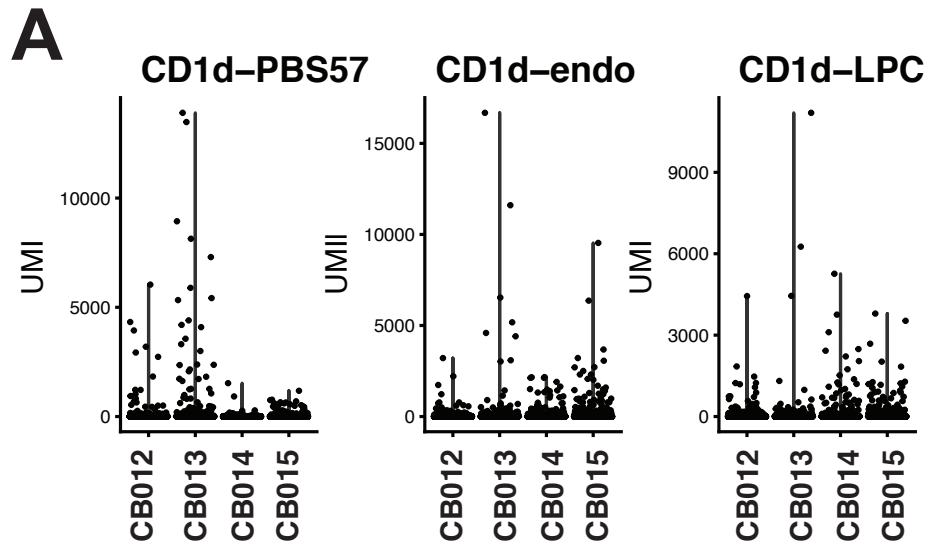 A
CD1d–PBS57
UMI
10000
5000
0
CB012
CB013
CB014
CB015
CD1d–endo
UMII
15000
10000
5000
0
CB012
CB013
CB014
CB015
CD1d–LPC
UMI
9000
6000
3000
0
CB012
CB013
CB014
CB015